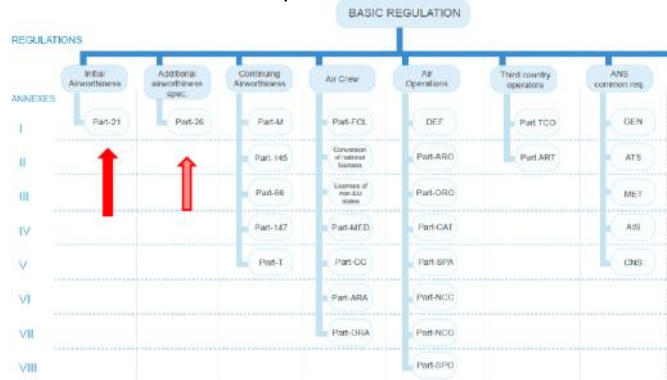 BASIC REGULATION
REGULATIONS
Initial
Airworthiness
Additional
airworthiness
spec.
Continuing
Airworthiness
Air Crew
Air
Operations
Third country
operators
ANS
common req.
ANNEXES
I
Part-21
Part-26
Part-M
Part-FCL
DEF
Part TCO
GEN
II
Part-145
Conversion
of national
licenses
Part-ARO
Part ART
ATS
III
Part-66
Licenses of
non-EU
states
Part-ORO
MET
IV
Part-147
Part-MED
Part-CAT
AIS
V
Part-T
Part-CC
Part-SPA
CNS
VI
Part-ARA
Part-NCC
VII
Part-ORA
Part-NCO
VIII
Part-SPO